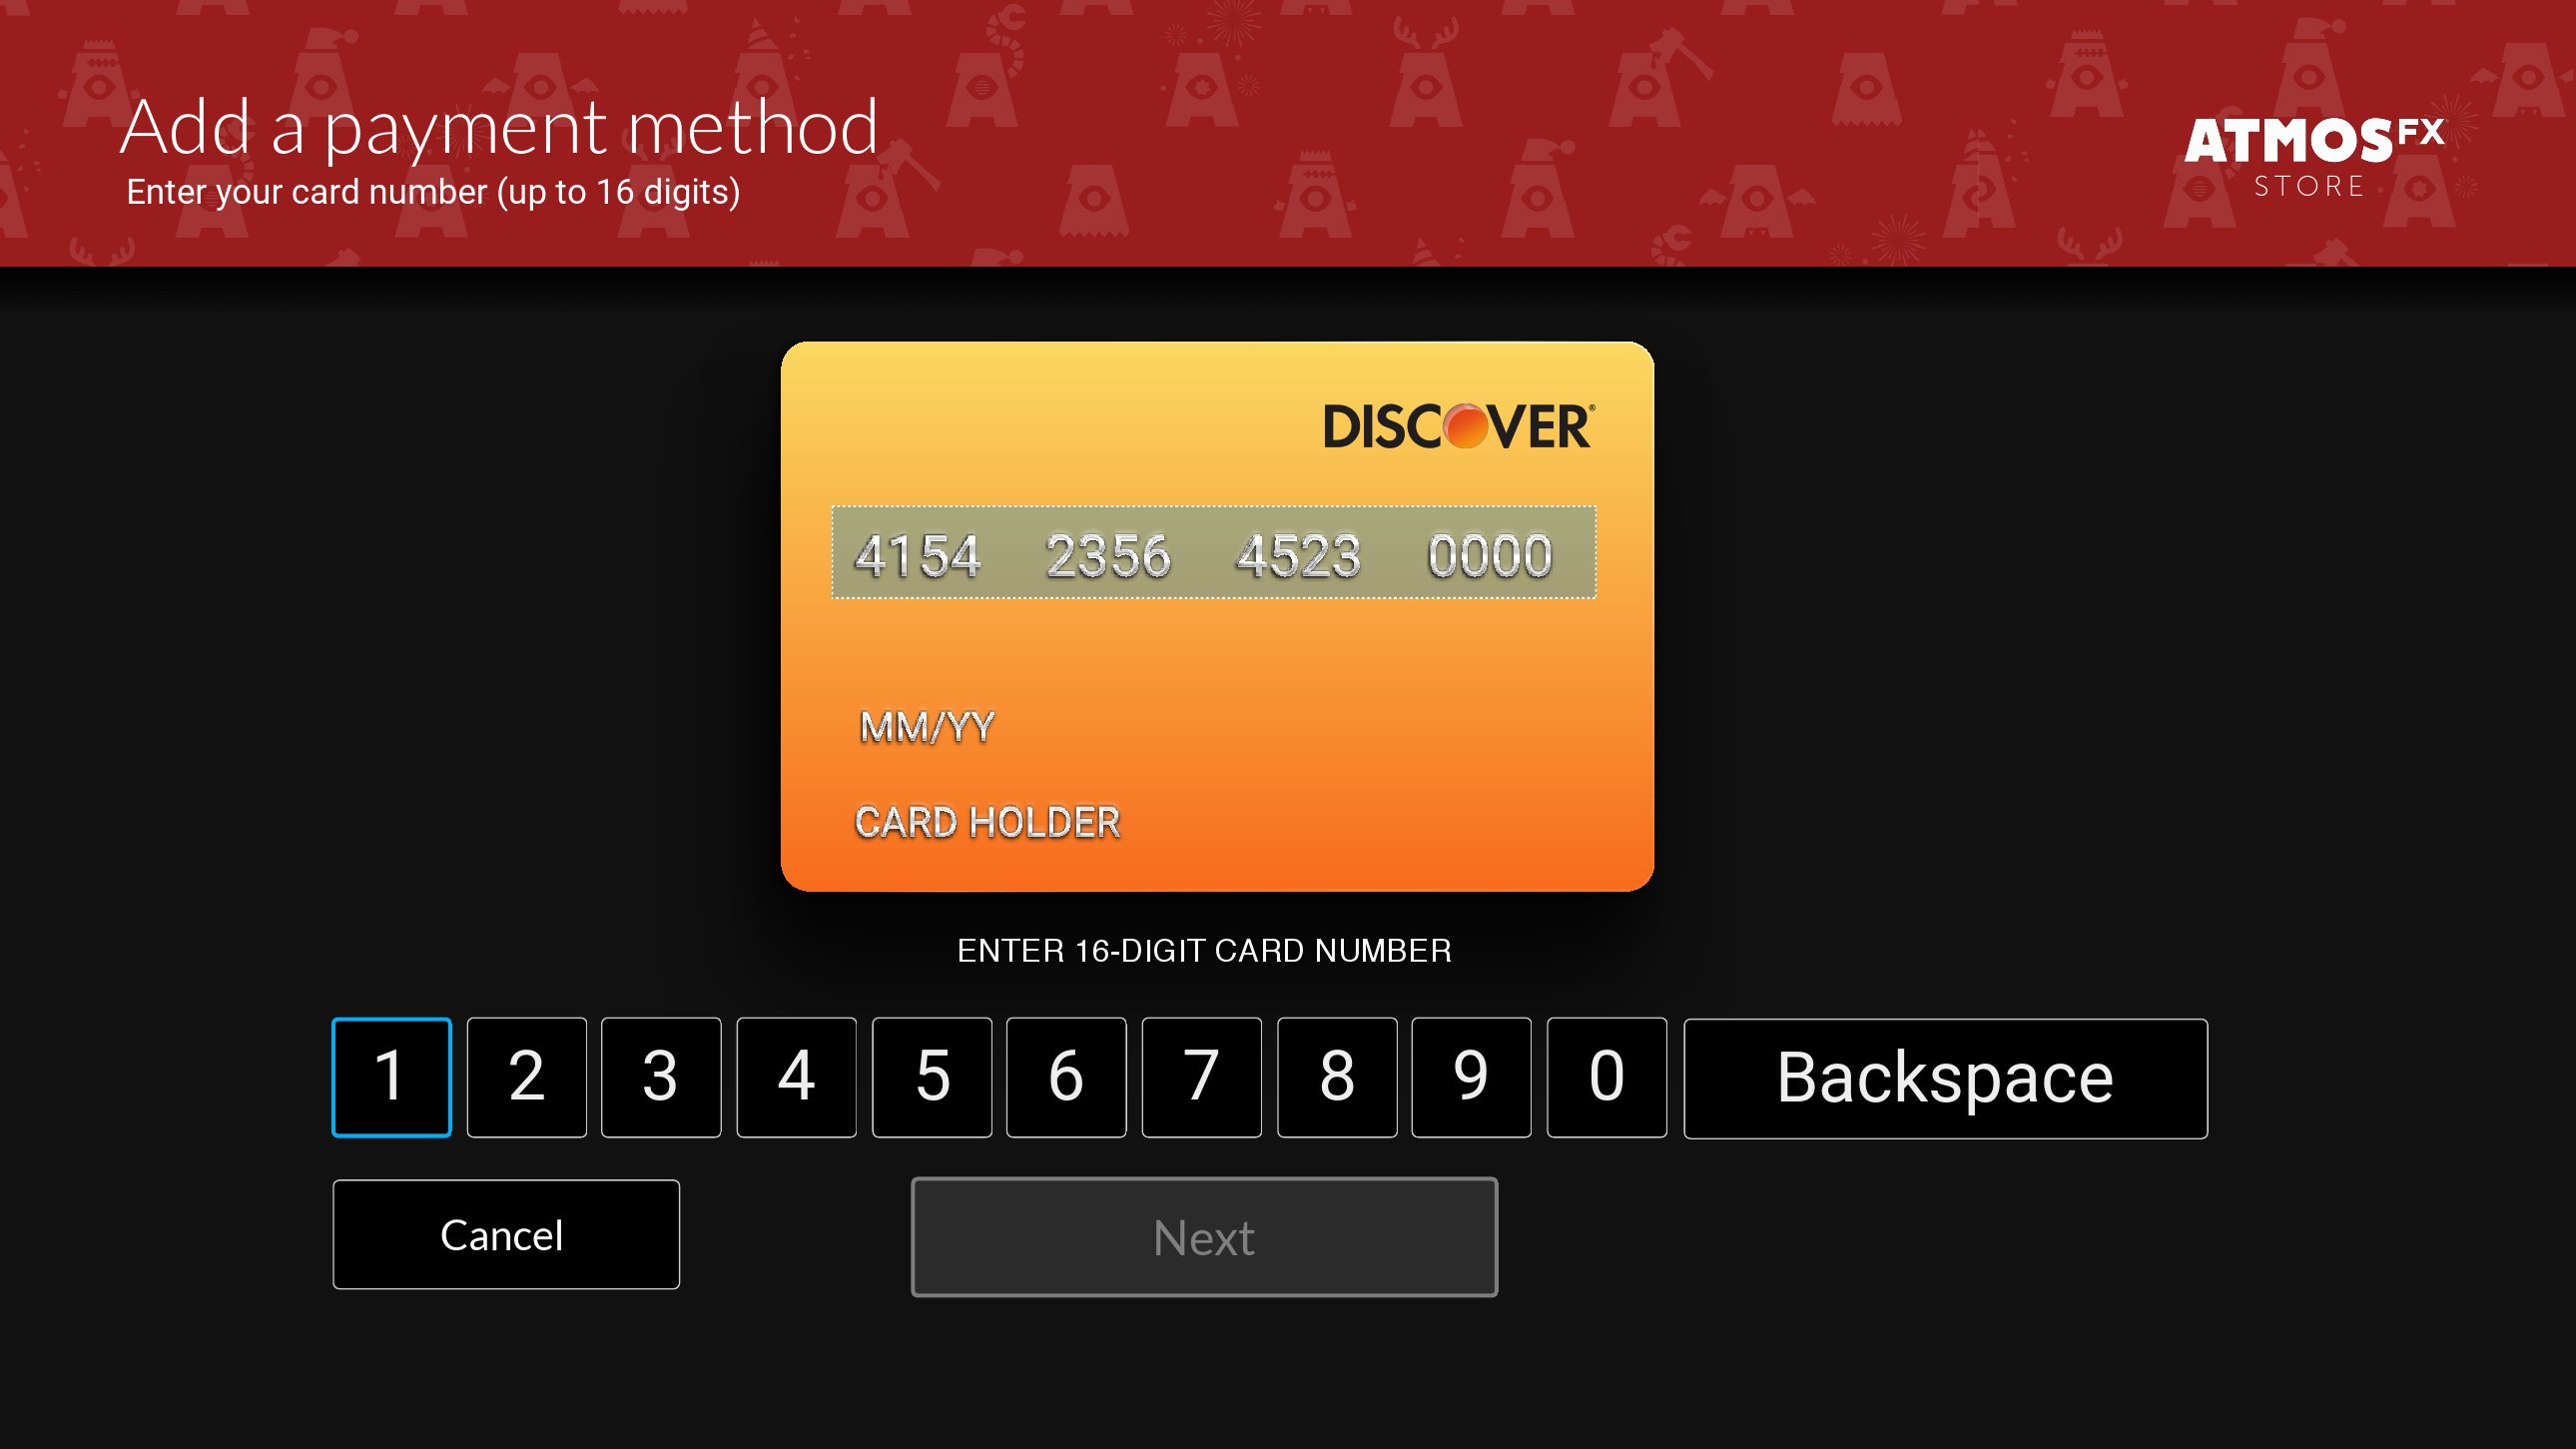 Add a payment method
Enter your card number (up to 16 digits)
ATMOSFX
STORE
DISCOVER®
4154 2356 4523 0000
MM/YY
CARD HOLDER
ENTER 16-DIGIT CARD NUMBER
1 2 3 4 5 6 7 8 9 0 Backspace
Cancel Next